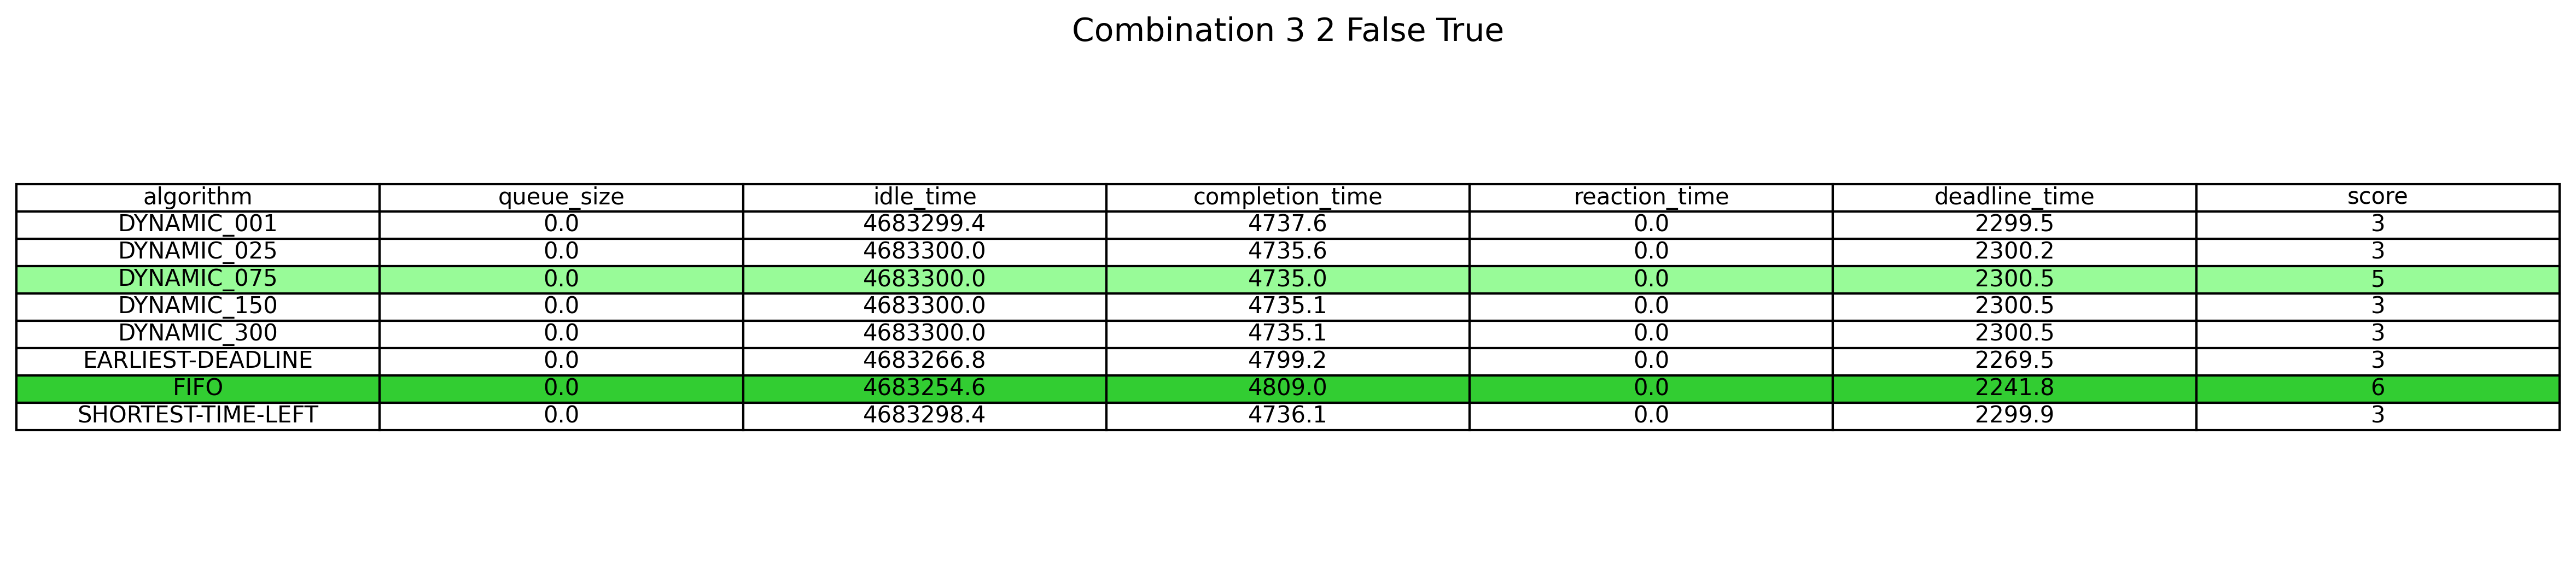 Combination 3 2 False True
algorithm queue_size idle_time completion_time reaction_time deadline_time score
DYNAMIC_001 0.0 4683299.4 4737.6 0.0 2299.5 3
DYNAMIC_025 0.0 4683300.0 4735.6 0.0 2300.2 3
DYNAMIC_075 0.0 4683300.0 4735.0 0.0 2300.5 5
DYNAMIC_150 0.0 4683300.0 4735.1 0.0 2300.5 3
DYNAMIC_300 0.0 4683300.0 4735.1 0.0 2300.5 3
EARLIEST-DEADLINE 0.0 4683266.8 4799.2 0.0 2269.5 3
FIFO 0.0 4683254.6 4809.0 0.0 2241.8 6
SHORTEST-TIME-LEFT 0.0 4683298.4 4736.1 0.0 2299.9 3